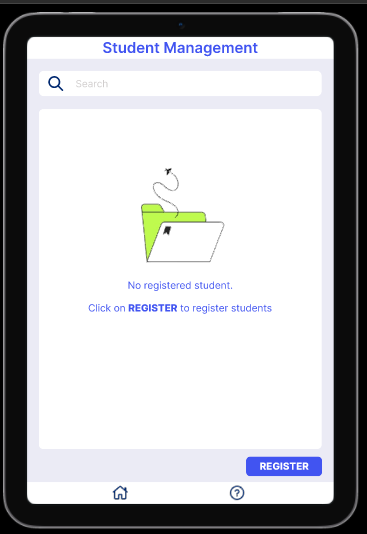 Student Management
Search
No registered student.
Click on REGISTER to register students
REGISTER